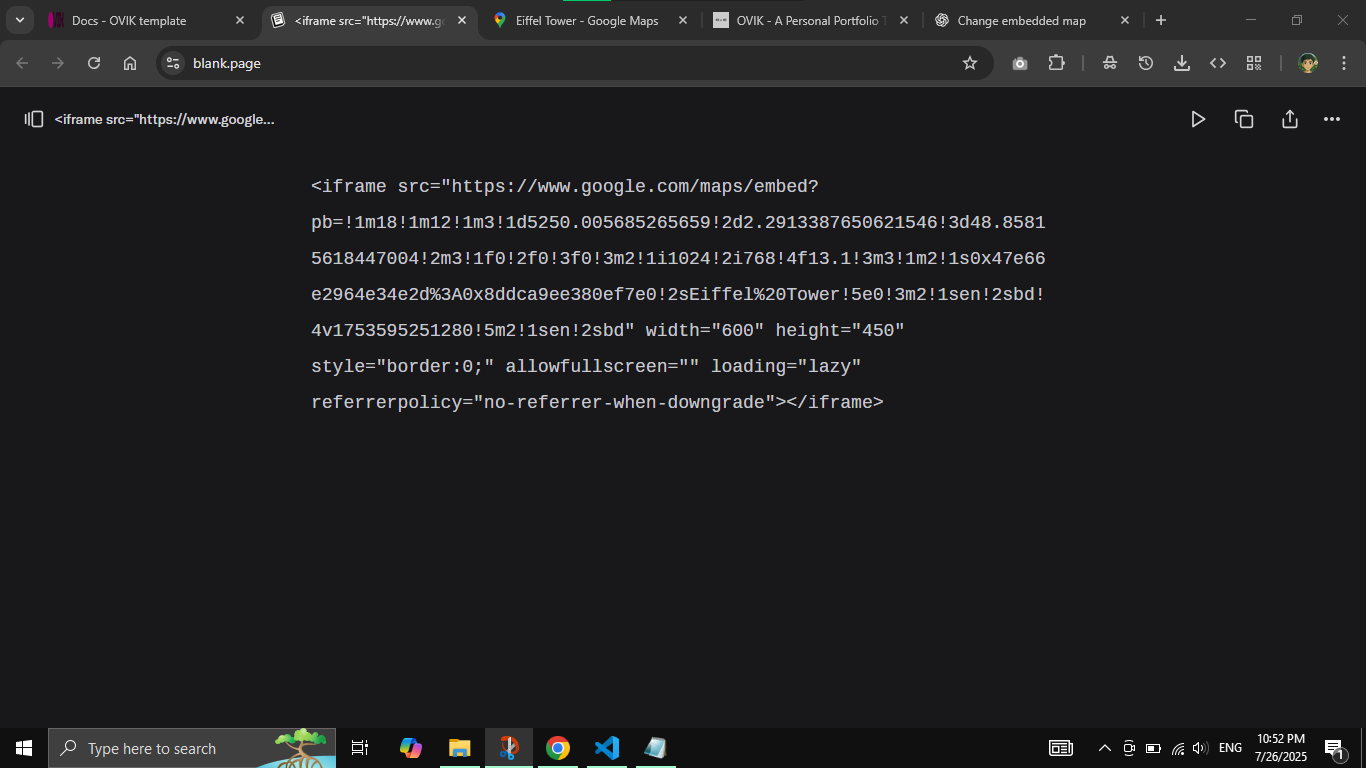 Docs - OVIK template
<iframe src="https://www.go
Eiffel Tower - Google Maps
OVIK - A Personal Portfolio T
Change embedded map
blank.page
<iframe src="https://www.google...
<iframe src="https://www.google.com/maps/embed?
pb=!1m18!1m12!1m3!1d5250.005685265659!2d2.2913387650621546!3d48.8581
5618447004!2m3!1f0!2f0!3f0!3m2!1i1024!2i768!4f13.1!3m3!1m2!1s0x47e66
e2964e34e2d%3A0x8ddca9ee380ef7e0!2sEiffel%20Tower!5e0!3m2!1sen!2sbd!
4v1753595251280!5m2!1sen!2sbd" width="600" height="450"
style="border:0;" allowfullscreen="" loading="lazy"
referrerpolicy="no-referrer-when-downgrade"></iframe>
Type here to search
ENG
10:52 PM
7/26/2025
1